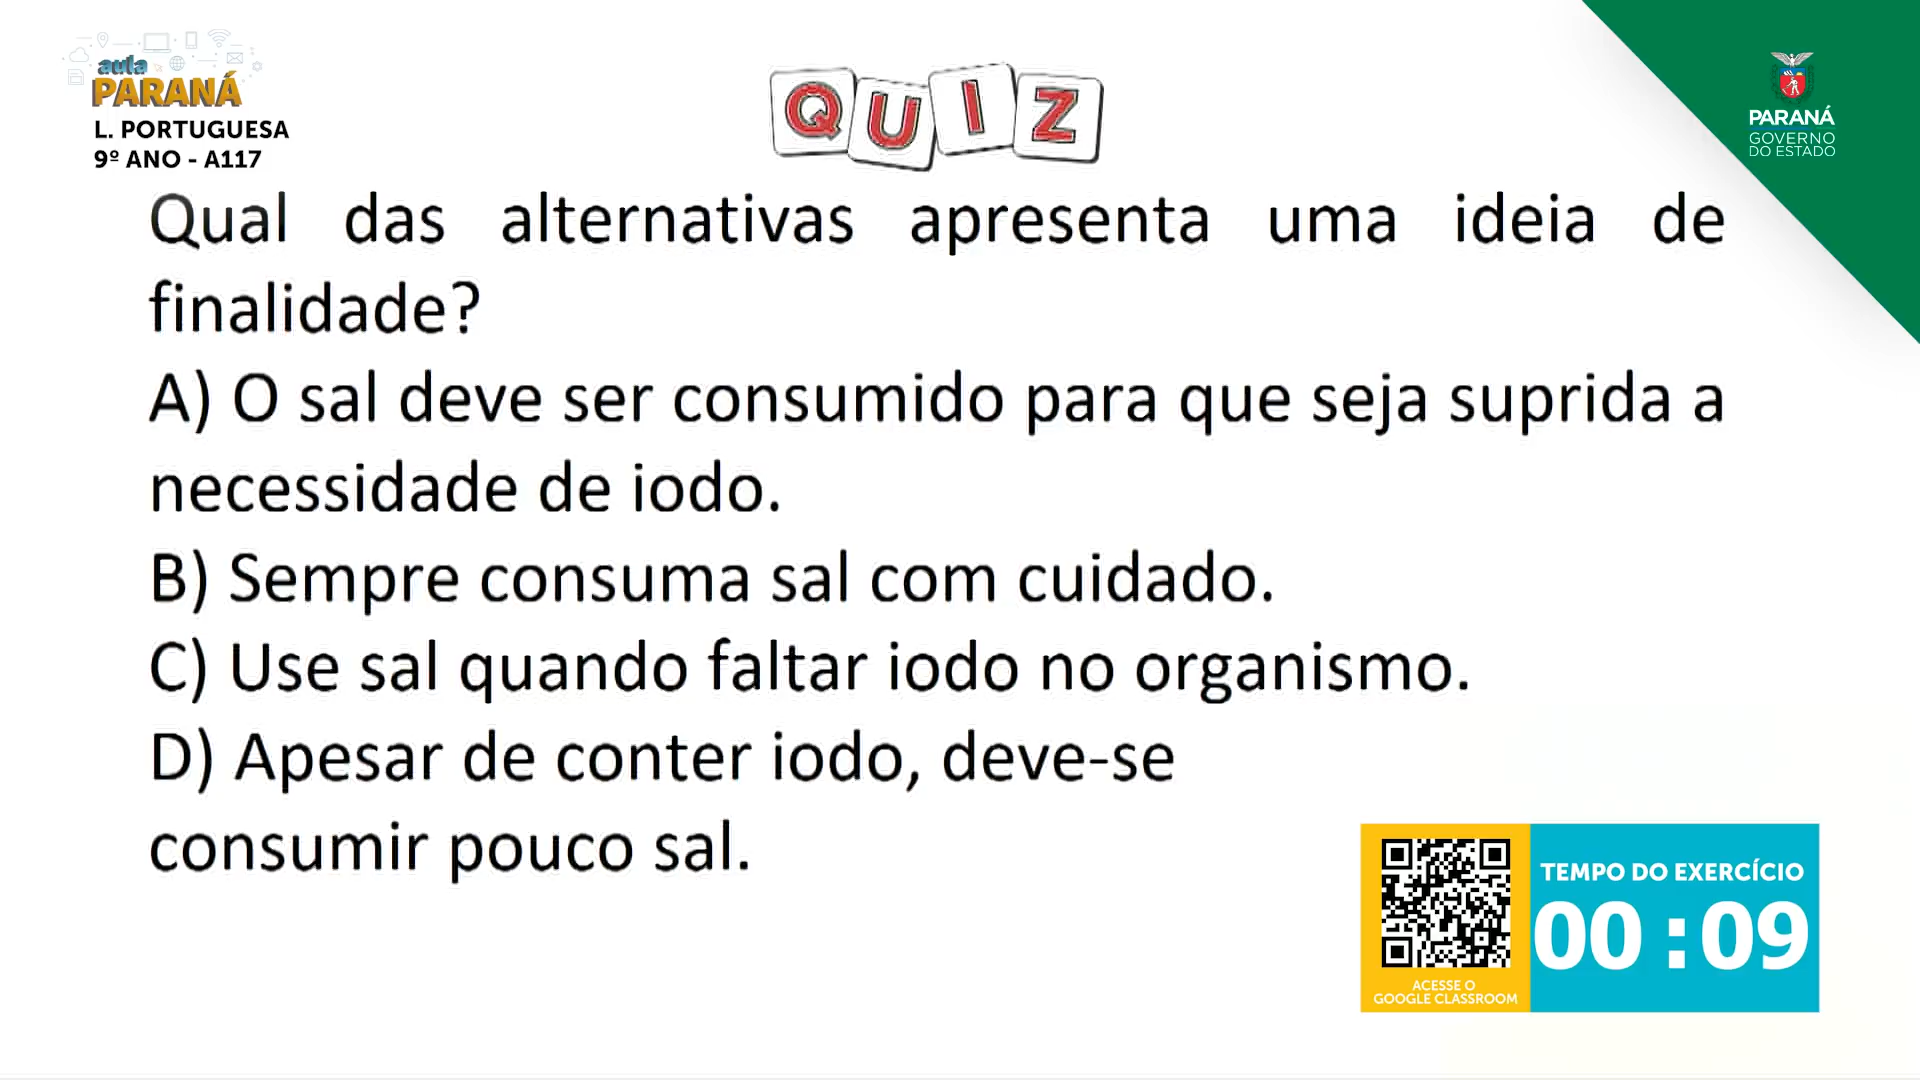 aula
PARANÁ
L. PORTUGUESA
9º ANO - A117
QUIZ
PARANÁ
GOVERNO
DO ESTADO
Qual das alternativas apresenta uma ideia de
finalidade?
A) O sal deve ser consumido para que seja suprida a
necessidade de iodo.
B) Sempre consuma sal com cuidado.
C) Use sal quando faltar iodo no organismo.
D) Apesar de conter iodo, deve-se
consumir pouco sal.
TEMPO DO EXERCÍCIO
00:09
ACESSE O
GOOGLE CLASSROOM